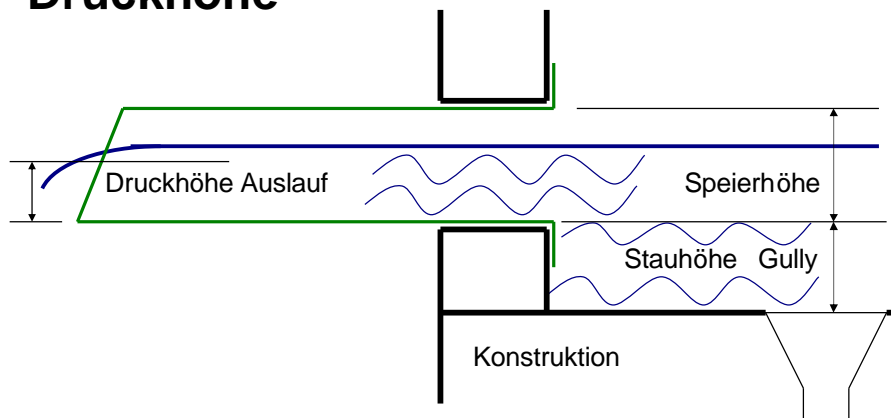 Druckhöhe
Druckhöhe Auslauf
Speierhöhe
Stauhöhe Gully
Konstruktion